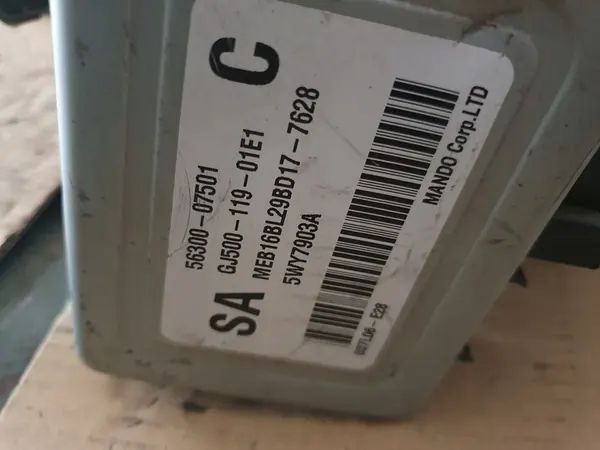 SA C
56300-07501
GJ500-119-01E1
MEB16BL29BD17-7628
5WY7903A
MANDO Corp.LTD